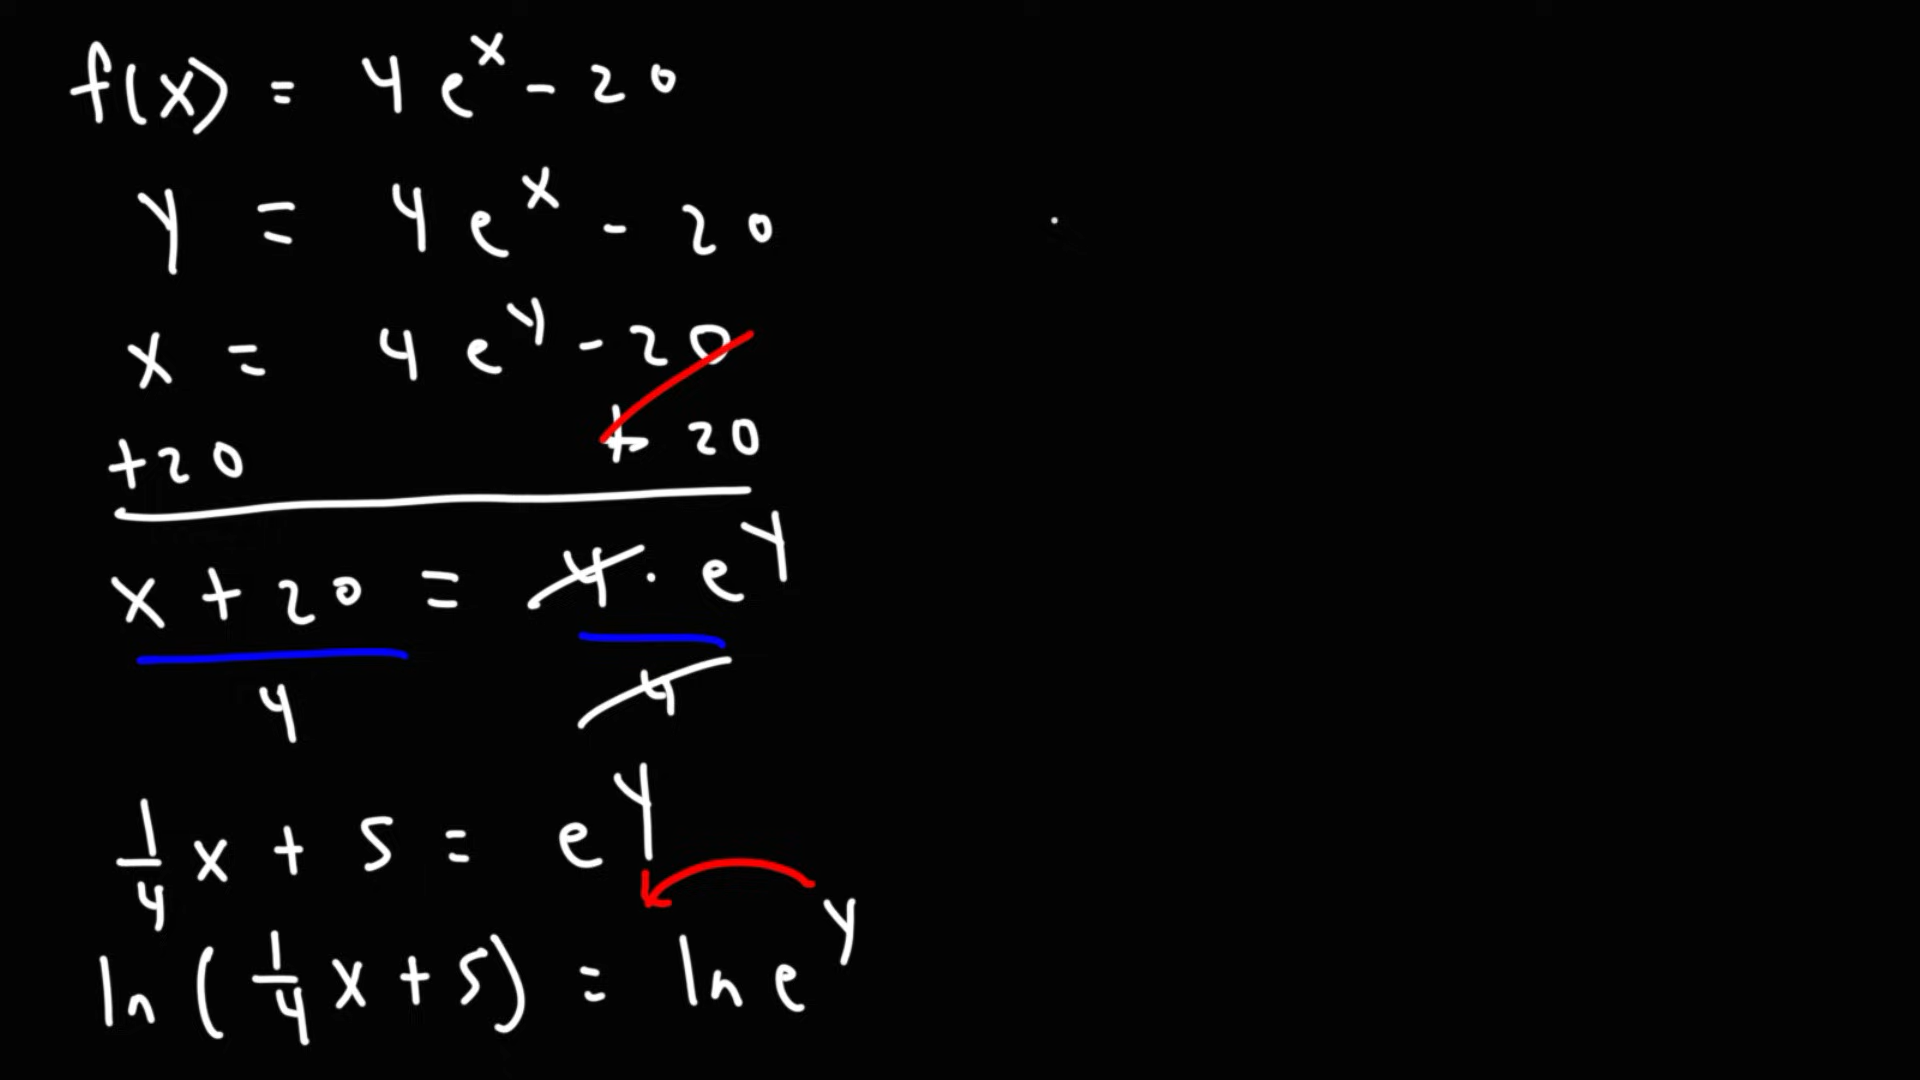 f(x) = 4e^x - 20
y = 4e^x - 20
x = 4e^y - 20
+20 + 20
x + 20 = 4 · e^y
4 4
1/4 x + 5 = e^y
ln(1/4 x + 5) = ln e^y